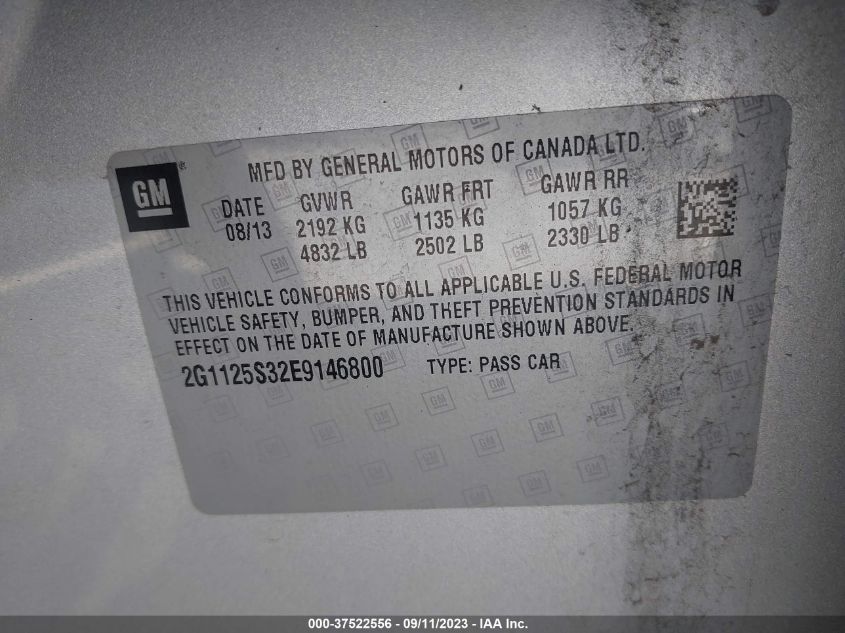 MFD BY GENERAL MOTORS OF CANADA LTD.
GM®
DATE GVWR GAWR FRT GAWR RR
08/13 2192 KG 1135 KG 1057 KG
4832 LB 2502 LB 2330 LB
THIS VEHICLE CONFORMS TO ALL APPLICABLE U.S. FEDERAL MOTOR
VEHICLE SAFETY, BUMPER, AND THEFT PREVENTION STANDARDS IN
EFFECT ON THE DATE OF MANUFACTURE SHOWN ABOVE.
2G1125S32E9146800 TYPE: PASS CAR
000-37522556 - 09/11/2023 - IAA Inc.